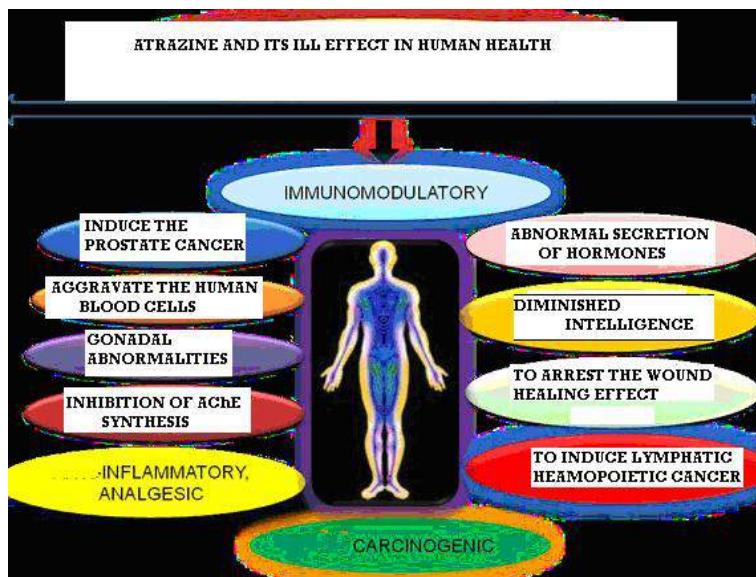 ATRAZINE AND ITS ILL EFFECT IN HUMAN HEALTH
IMMUNOMODULATORY
INDUCE THE
PROSTATE CANCER
AGGRAVATE THE HUMAN
BLOOD CELLS
GONADAL
ABNORMALITIES
INHIBITION OF AChE
SYNTHESIS
-INFLAMMATORY,
ANALGESIC
ABNORMAL SECRETION
OF HORMONES
DIMINISHED
INTELLIGENCE
TO ARREST THE WOUND
HEALING EFFECT
TO INDUCE LYMPHATIC
HEAMOPOIETIC CANCER
CARCINOGENIC